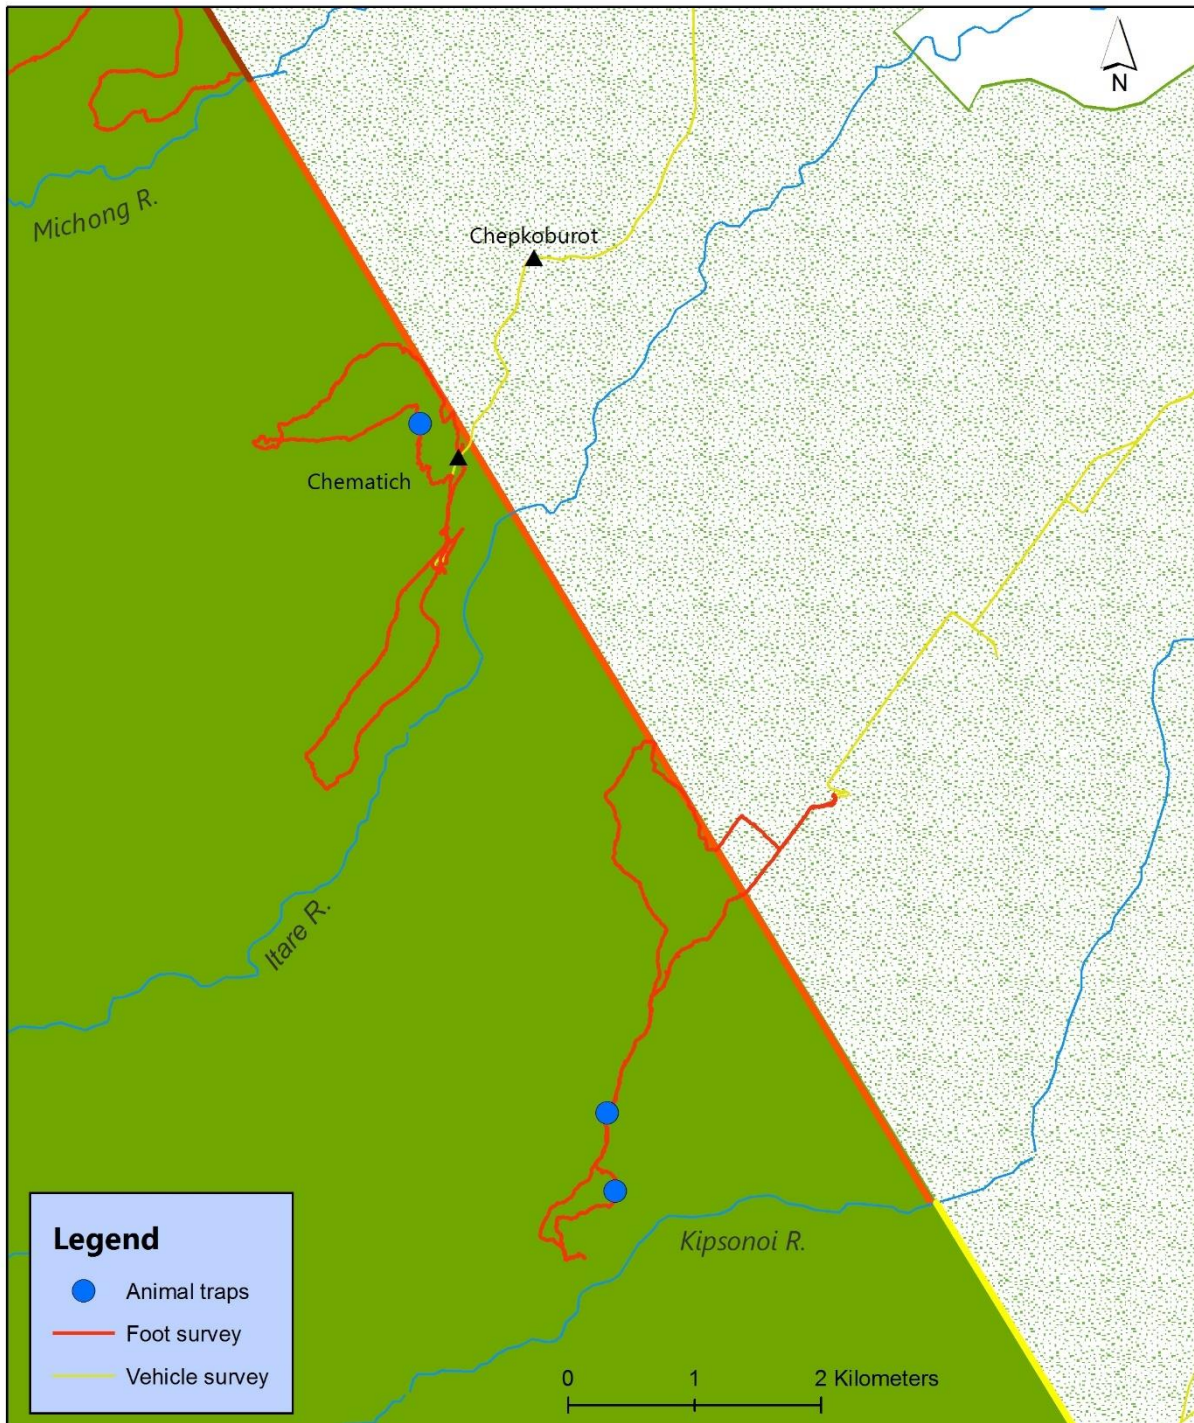 N
Michong R.
Chepkoburot
Chematich
Itare R.
Kipsonoi R.
Legend
Animal traps
Foot survey
Vehicle survey
0 1 2 Kilometers